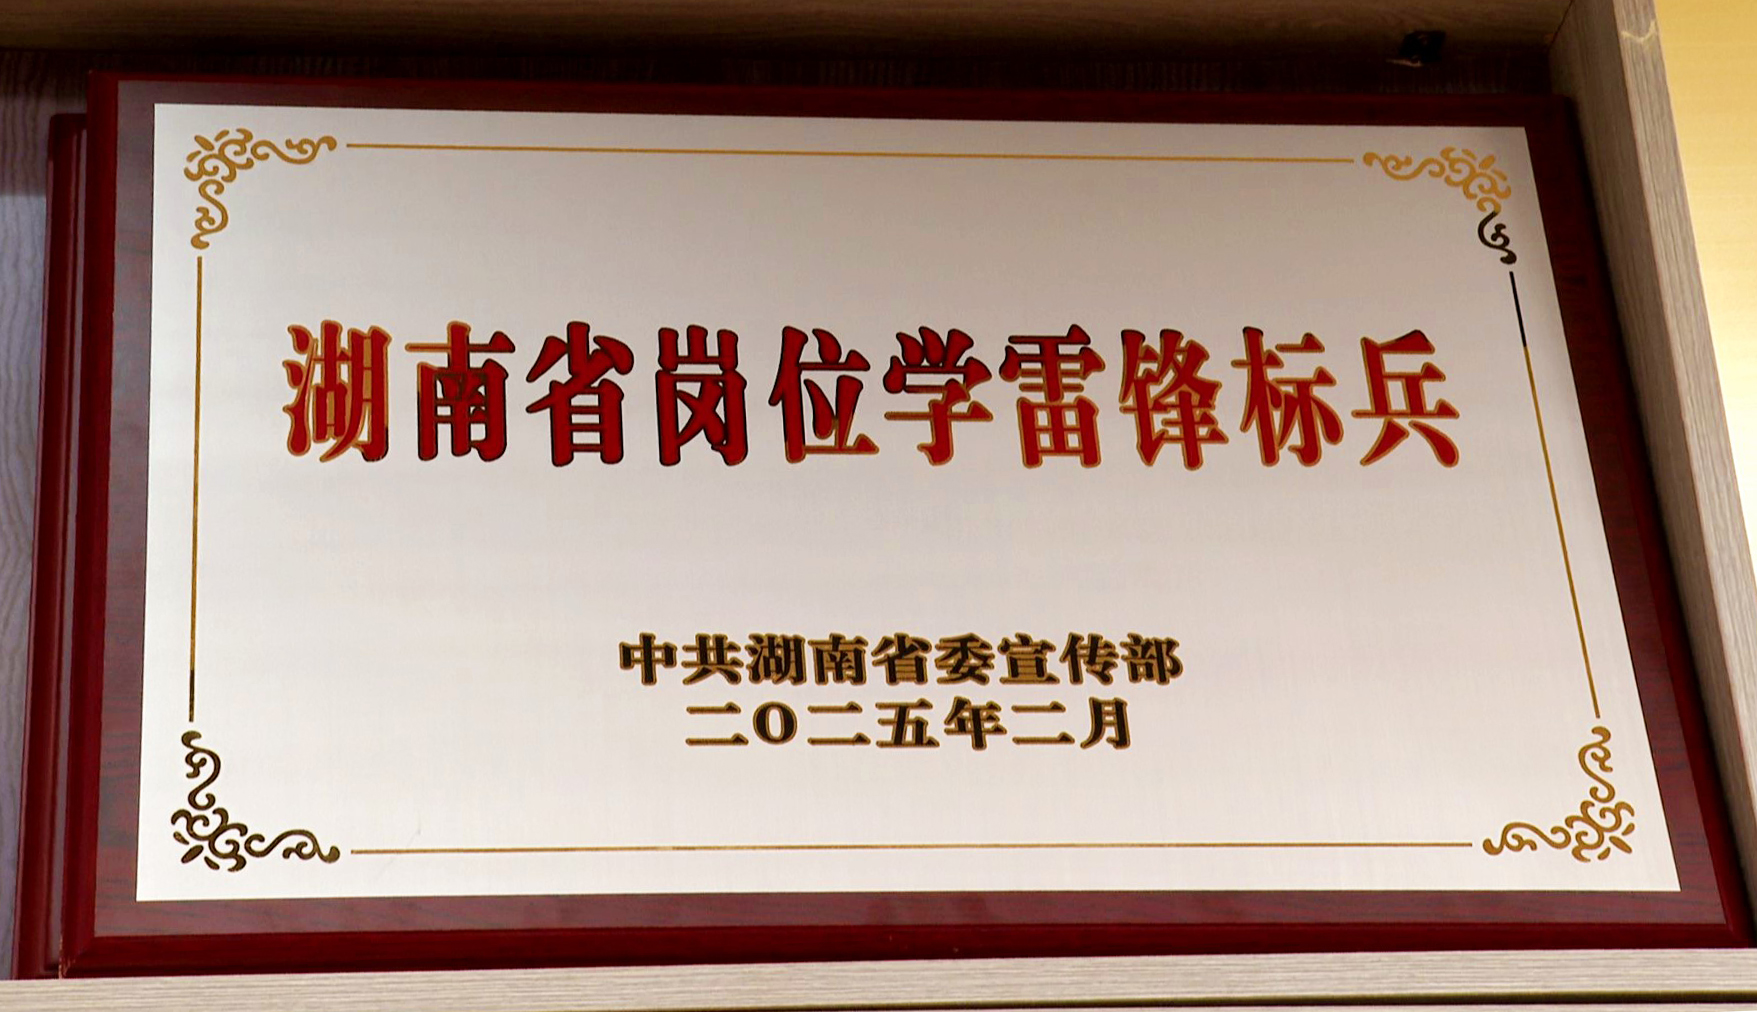 湖南省岗位学雷锋标兵
中共湖南省委宣传部
二〇二五年二月